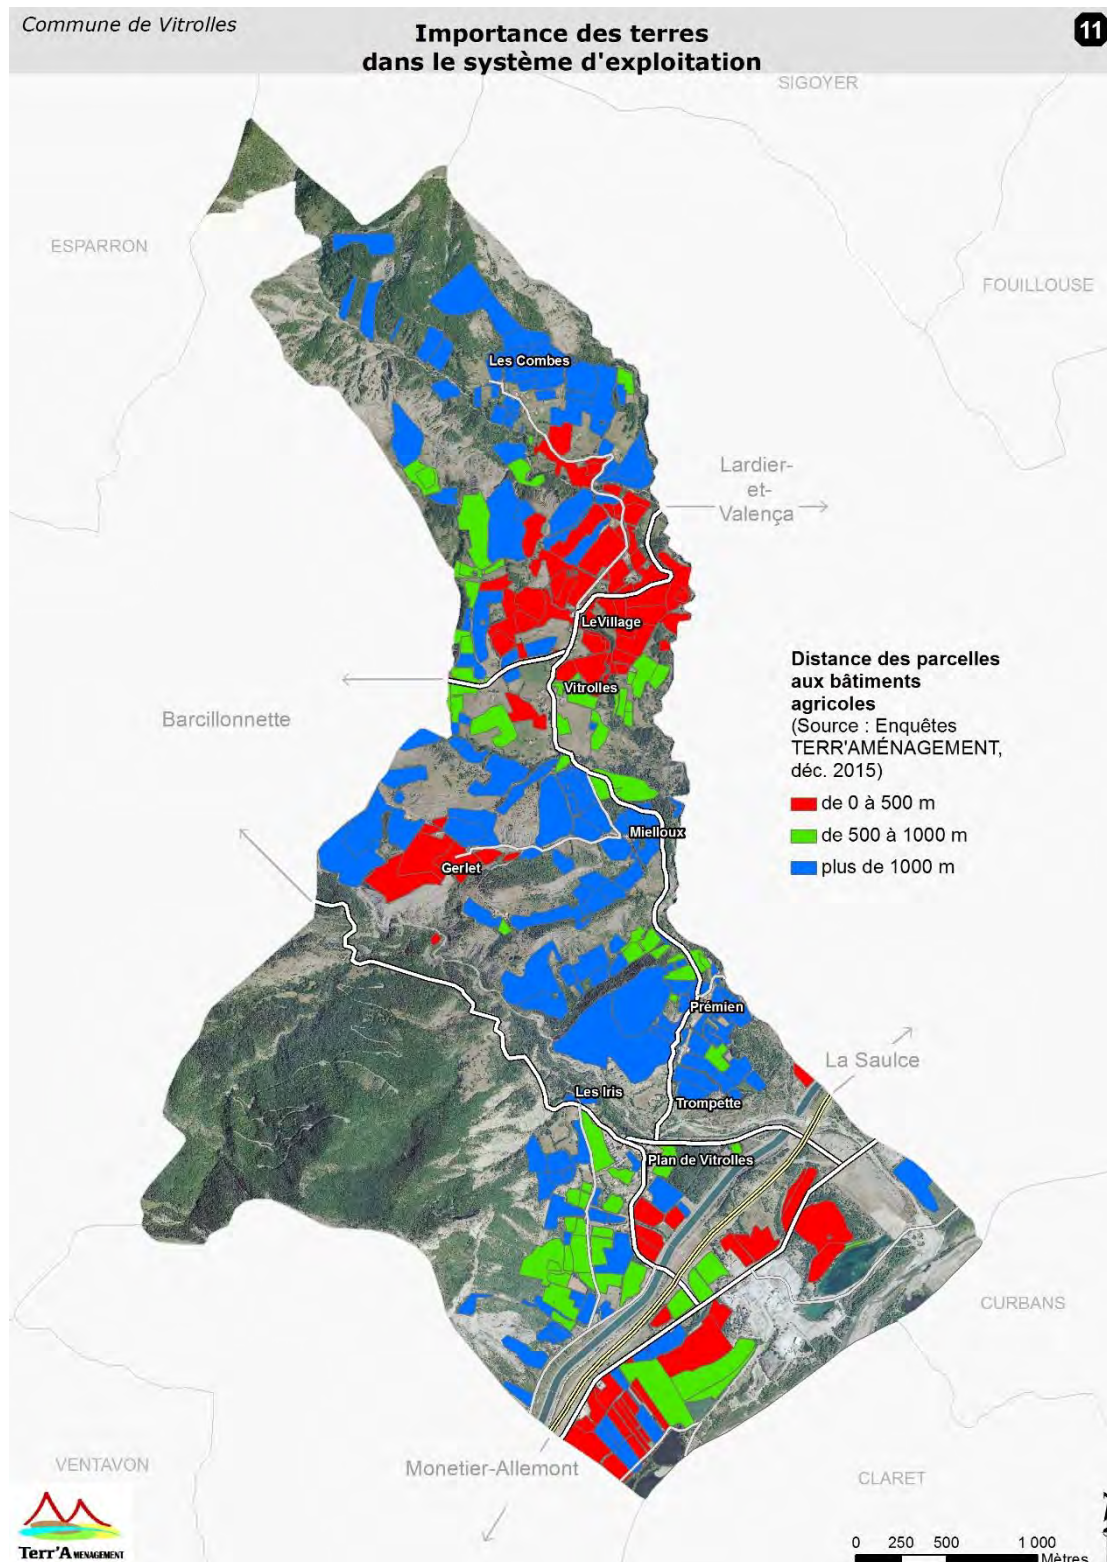 Commune de Vitrolles
Importance des terres
dans le système d'exploitation
11
SIGOYER
ESPARRON
FOUILLOUSE
Les Combes
Lardier-
et-
Valença
LeVillage
Vitrolles
Barcillonnette
Distance des parcelles
aux bâtiments
agricoles
(Source : Enquêtes
TERR'AMÉNAGEMENT,
déc. 2015)
de 0 à 500 m
de 500 à 1000 m
plus de 1000 m
Mielloux
Gerlet
Prémien
La Saulce
Les Iris
Trompette
Plan de Vitrolles
CURBANS
VENTAVON
Monetier-Allemont
CLARET
Terr'AMENAGEMENT
0 250 500 1 000
Mètres